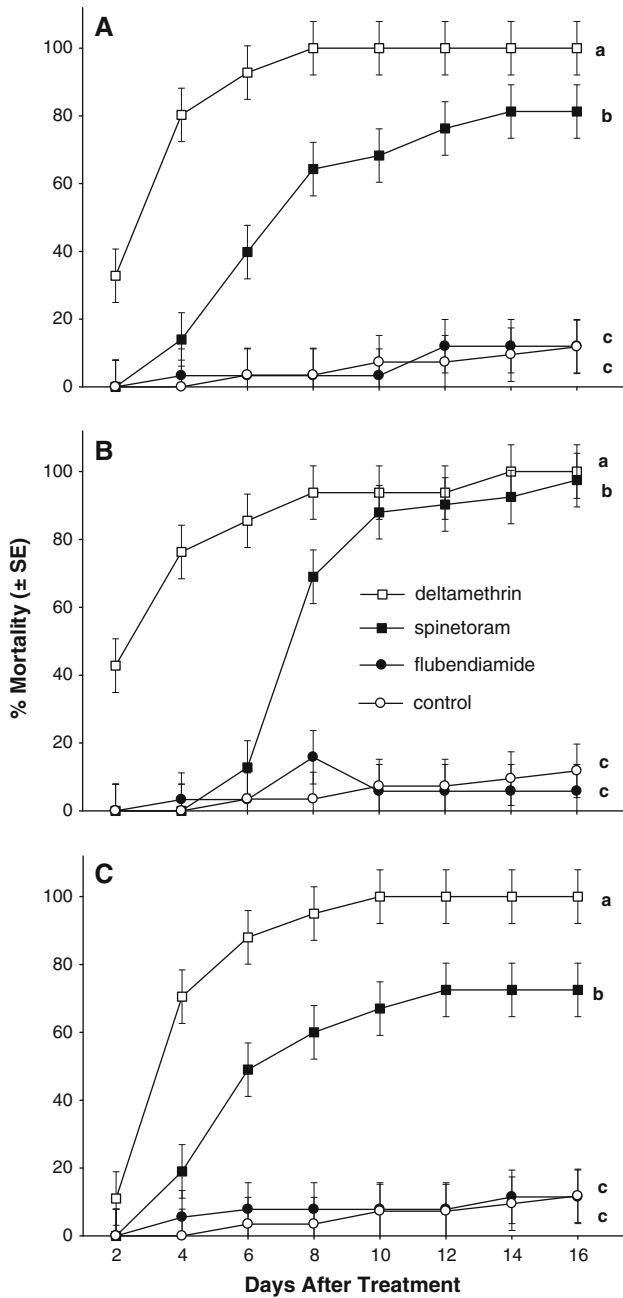 A
100
80
60
40
20
0
a
b
c
c
B
100
80
60
40
20
0
a
b
c
c
% Mortality (± SE)
deltamethrin
spinetoram
flubendiamide
control
C
100
80
60
40
20
0
a
b
c
c
2 4 6 8 10 12 14 16
Days After Treatment